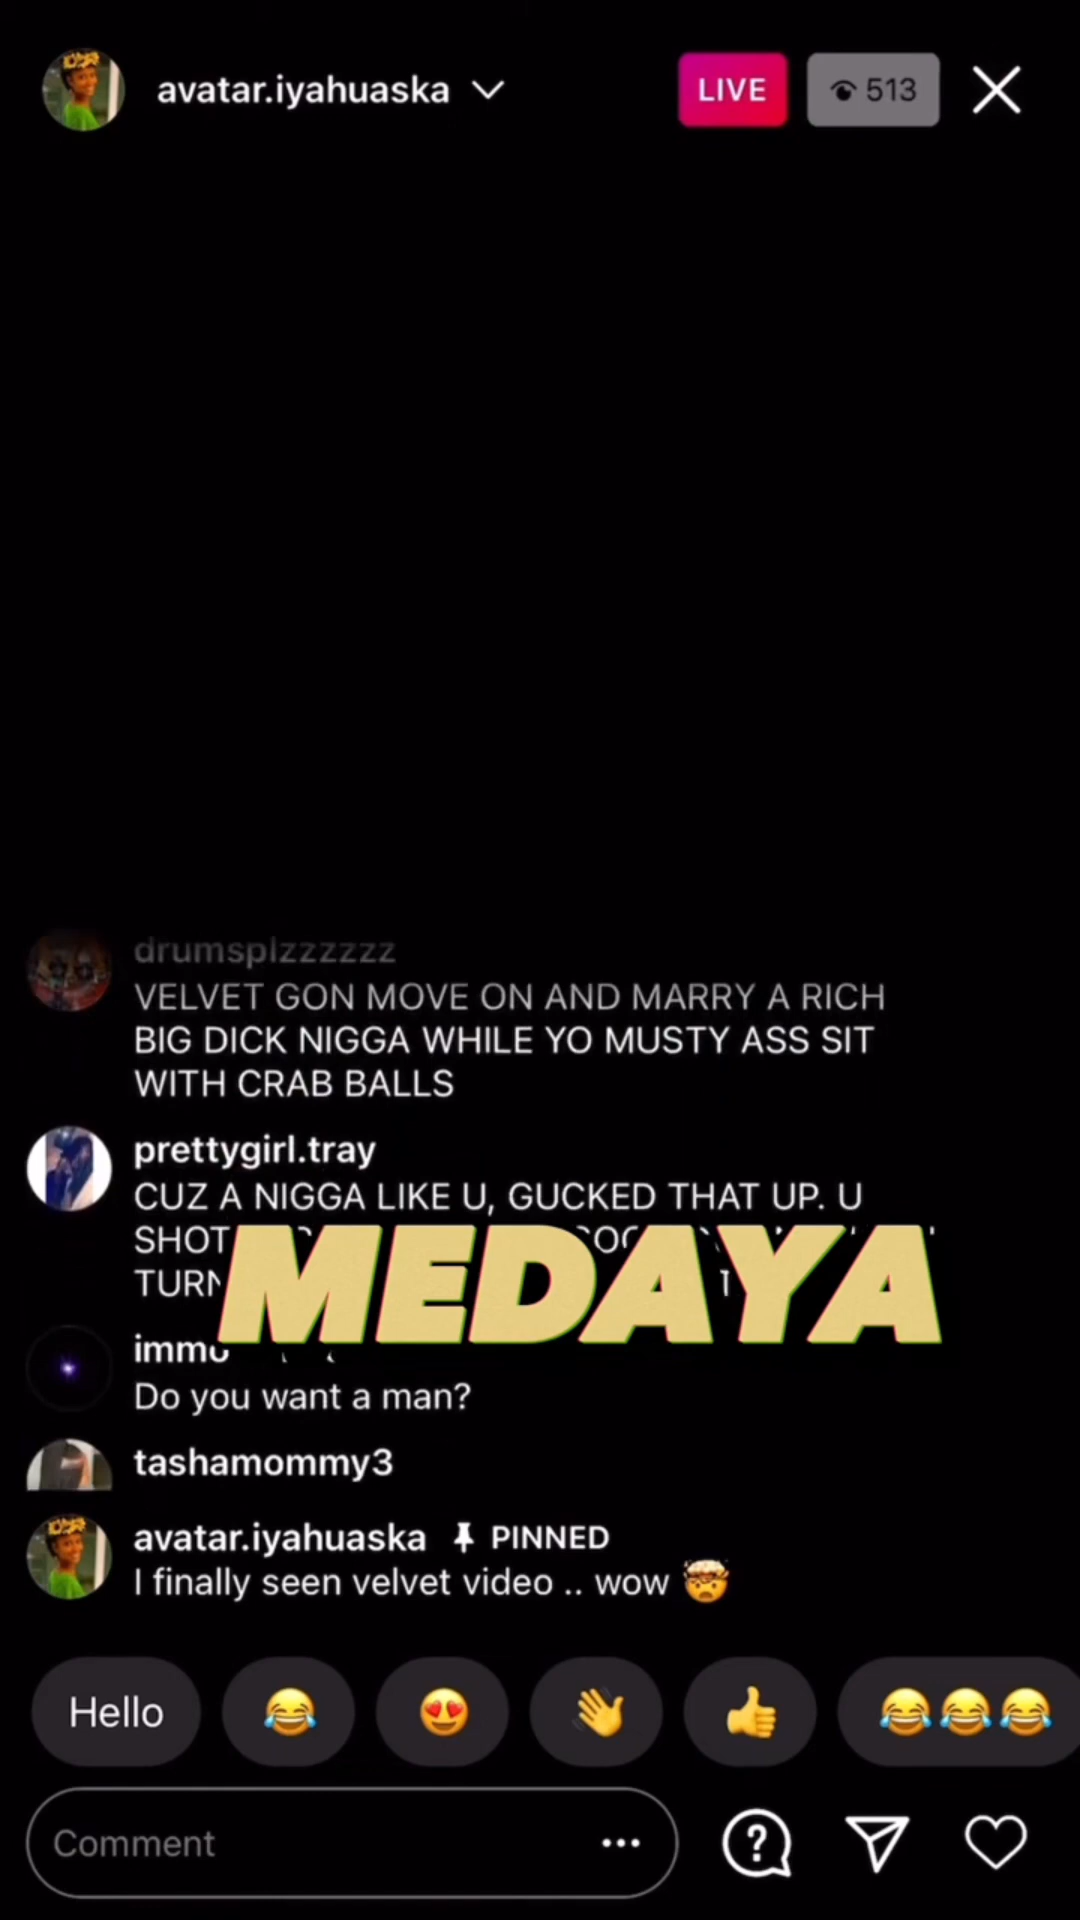 avatar.iyahuaska
LIVE
513
drumsplzzzzzz
VELVET GON MOVE ON AND MARRY A RICH
BIG DICK NIGGA WHILE YO MUSTY ASS SIT
WITH CRAB BALLS
prettygirl.tray
CUZ A NIGGA LIKE U, GUCKED THAT UP. U
SHOT
MEDAYA
Do you want a man?
tashamommy3
avatar.iyahuaska PINNED
I finally seen velvet video .. wow 🤯
Hello 😂 😍 👋 👍 😂😂😂
Comment